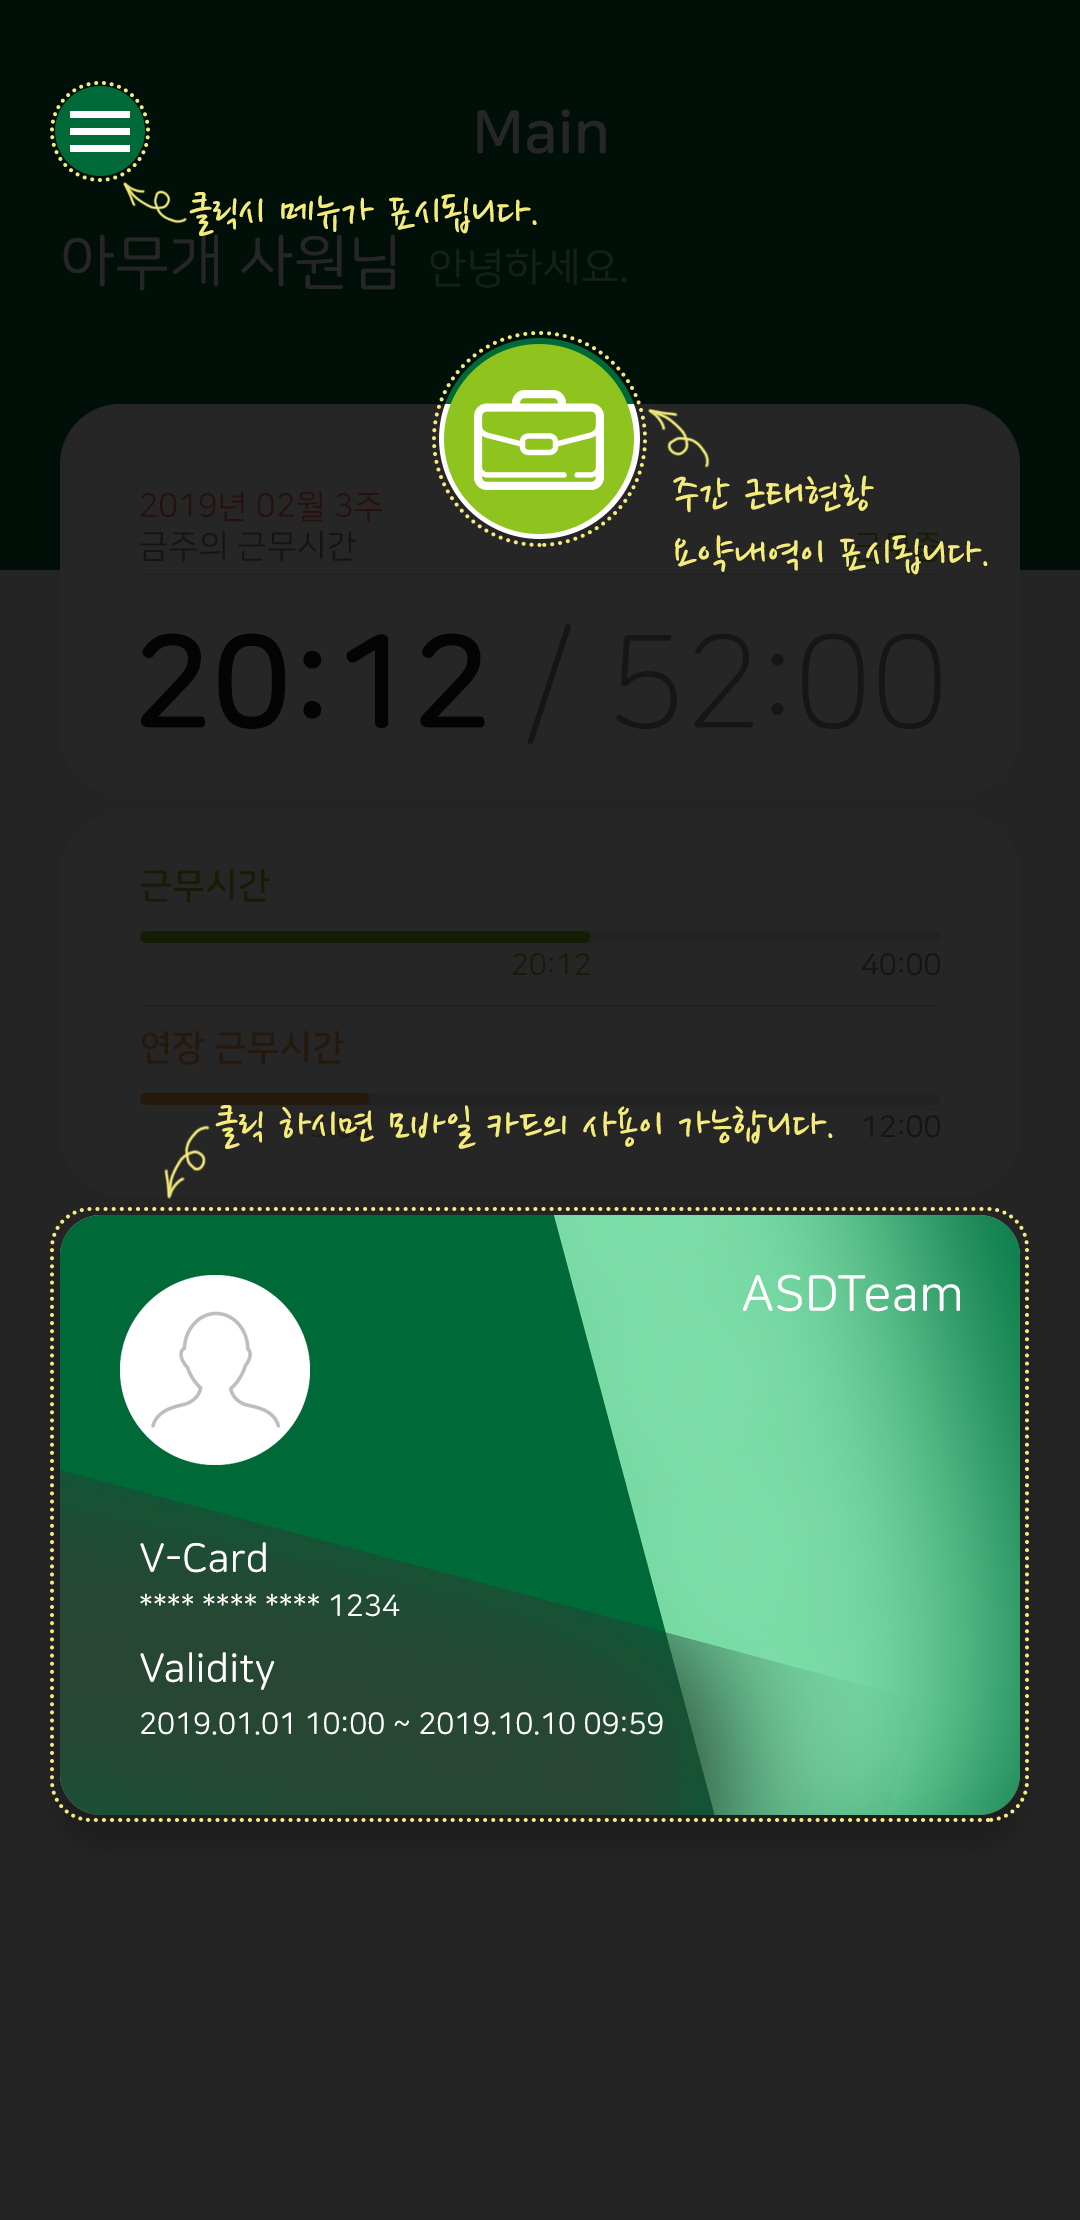 Main
클릭시 메뉴가 표시됩니다.
아무개 사원님 안녕하세요.
2019년 02월 3주
금주의 근무시간
주간 근태현황
요약내역이 표시됩니다.
20:12 / 52:00
근무시간
20:12 40:00
연장 근무시간
클릭 하시면 모바일 카드의 사용이 가능합니다.
12:00
ASDTeam
V-Card
**** **** **** 1234
Validity
2019.01.01 10:00 ~ 2019.10.10 09:59